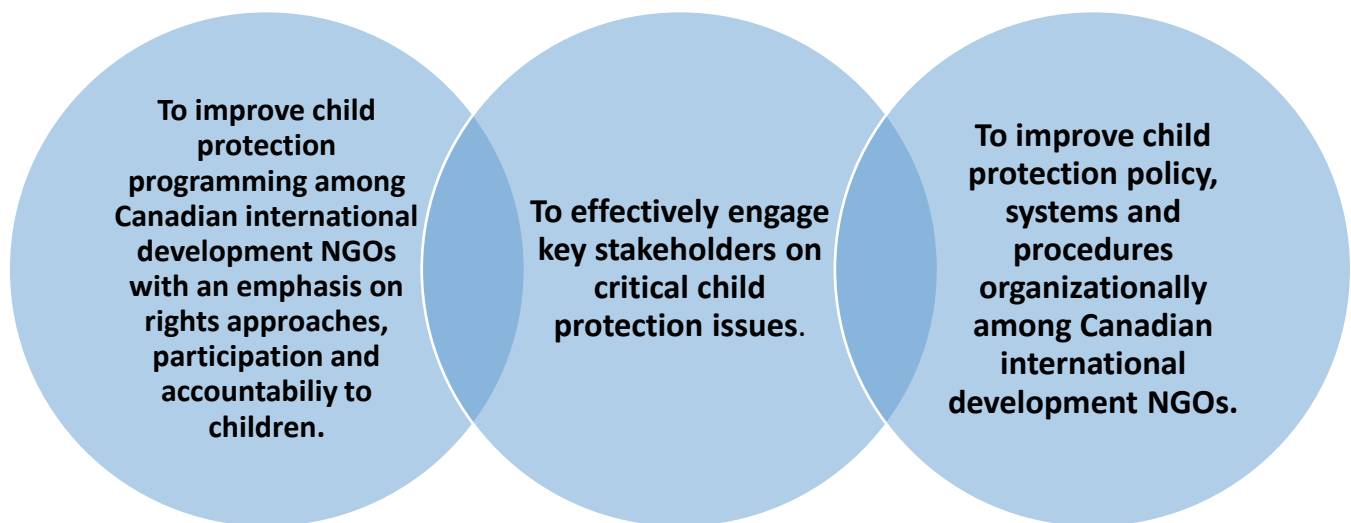 To improve child
protection
programming among
Canadian international
development NGOs
with an emphasis on
rights approaches,
participation and
accountabiliy to
children.
To effectively engage
key stakeholders on
critical child
protection issues.
To improve child
protection policy,
systems and
procedures
organizationally
among Canadian
international
development NGOs.